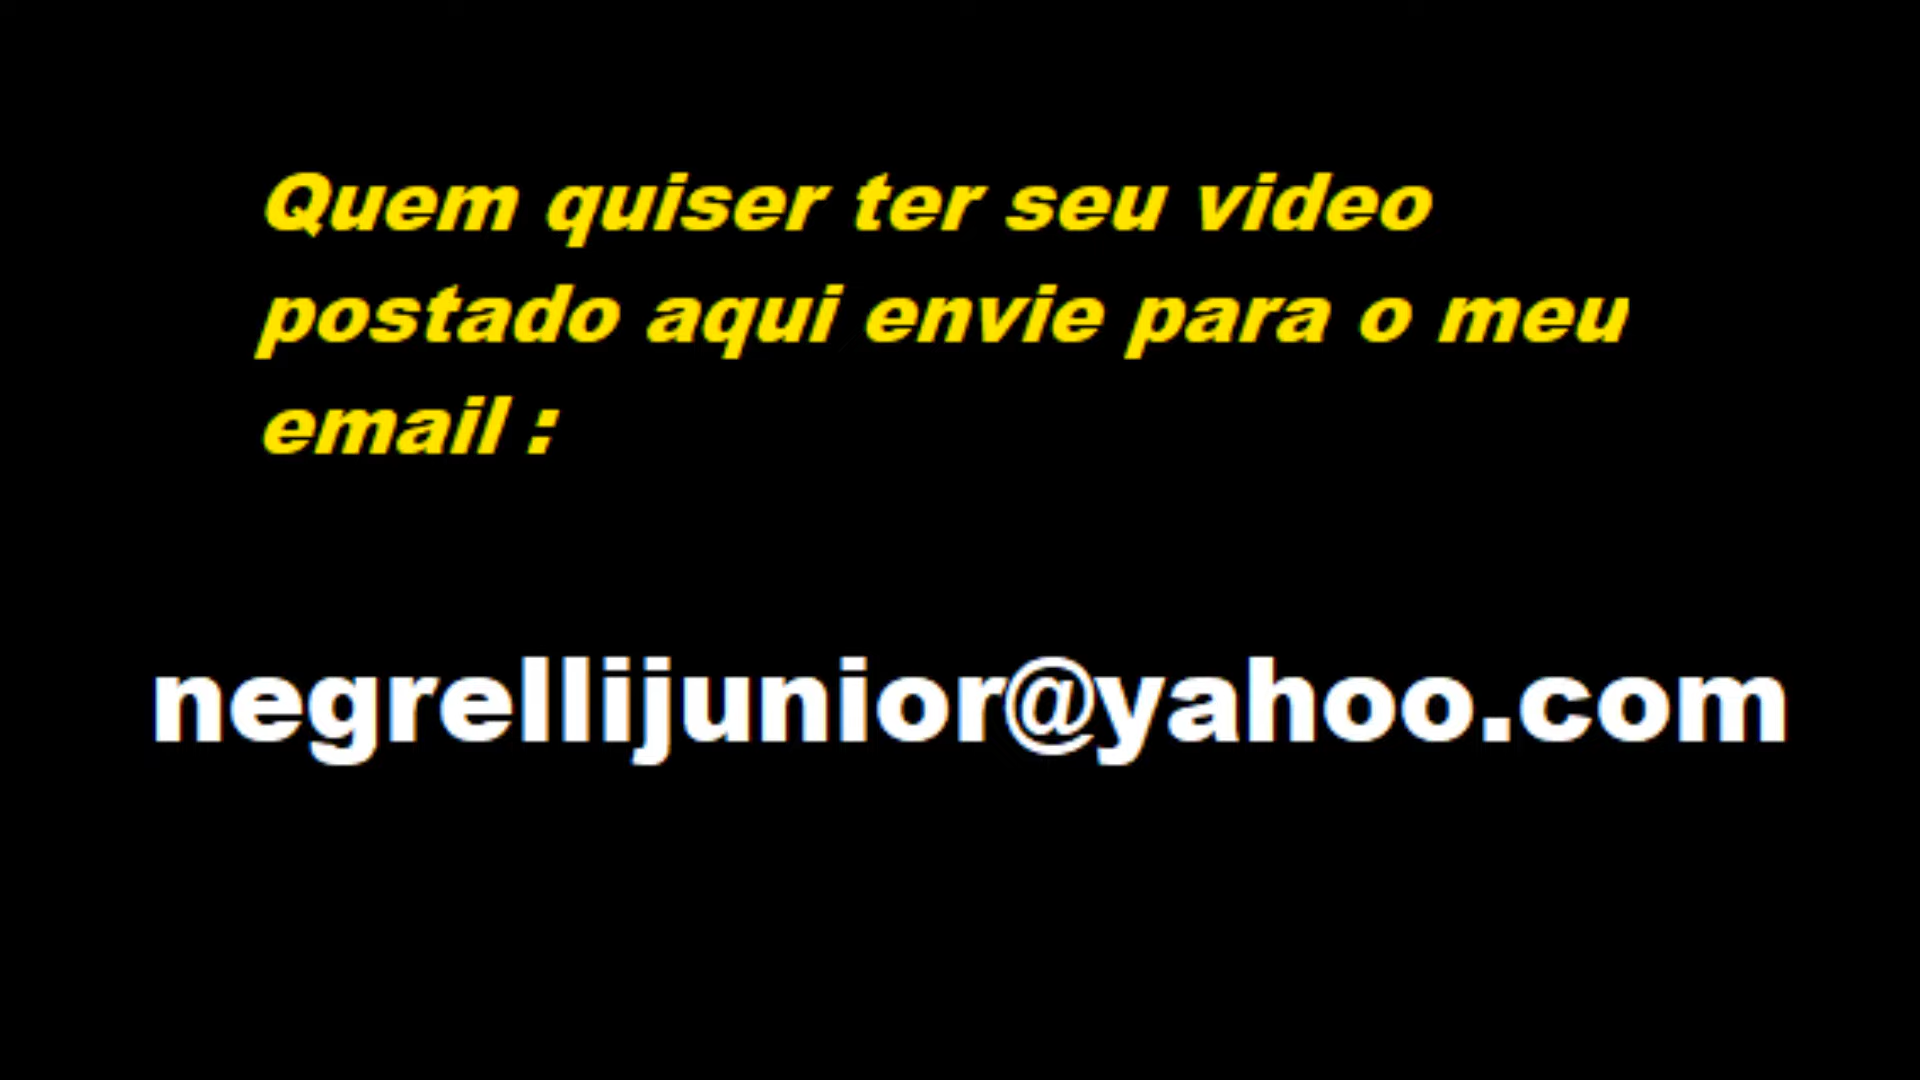 Quem quiser ter seu video
postado aqui envie para o meu
email :
negrellijunior@yahoo.com